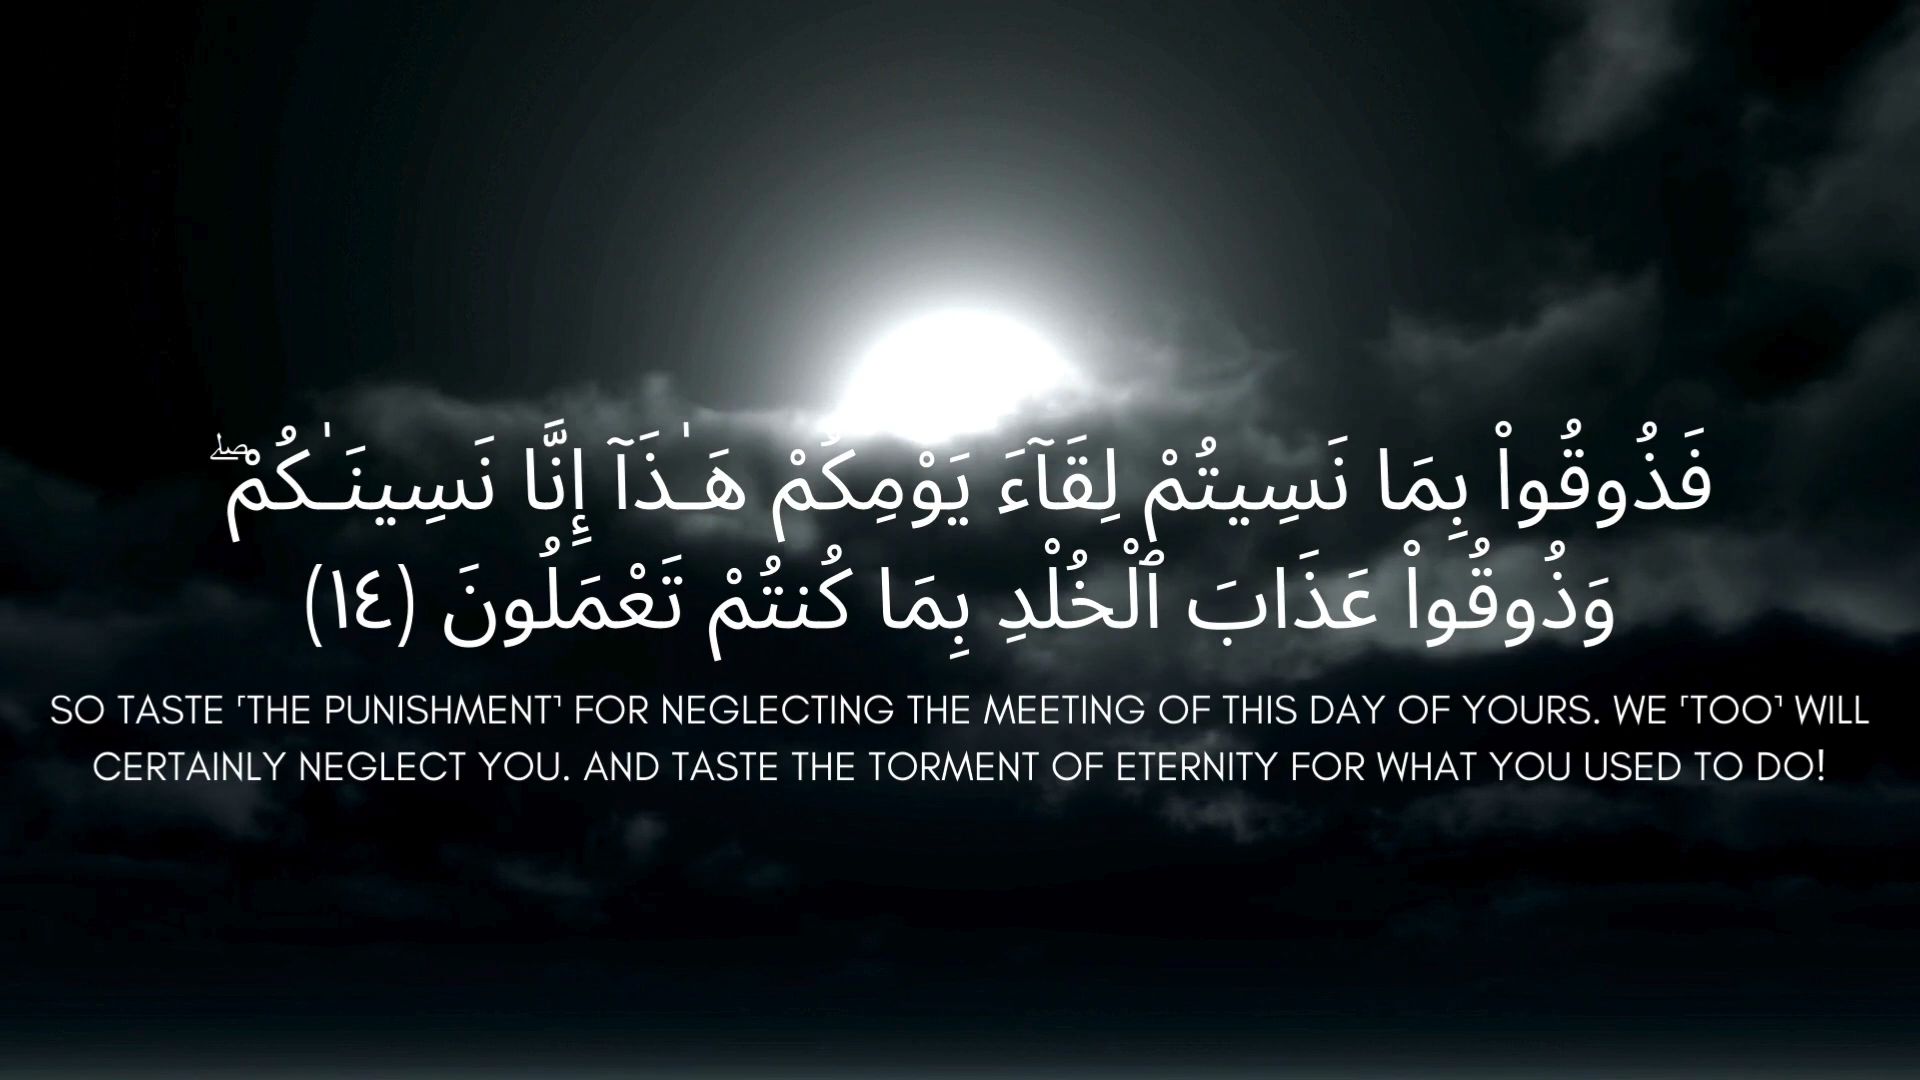 فَذُوقُوا۟ بِمَا نَسِيتُمْ لِقَآءَ يَوْمِكُمْ هَـٰذَآ إِنَّا نَسِينَـٰكُمْ ۖ
وَذُوقُوا۟ عَذَابَ ٱلْخُلْدِ بِمَا كُنتُمْ تَعْمَلُونَ (١٤)
SO TASTE ˹THE PUNISHMENT˺ FOR NEGLECTING THE MEETING OF THIS DAY OF YOURS. WE ˹TOO˺ WILL
CERTAINLY NEGLECT YOU. AND TASTE THE TORMENT OF ETERNITY FOR WHAT YOU USED TO DO!